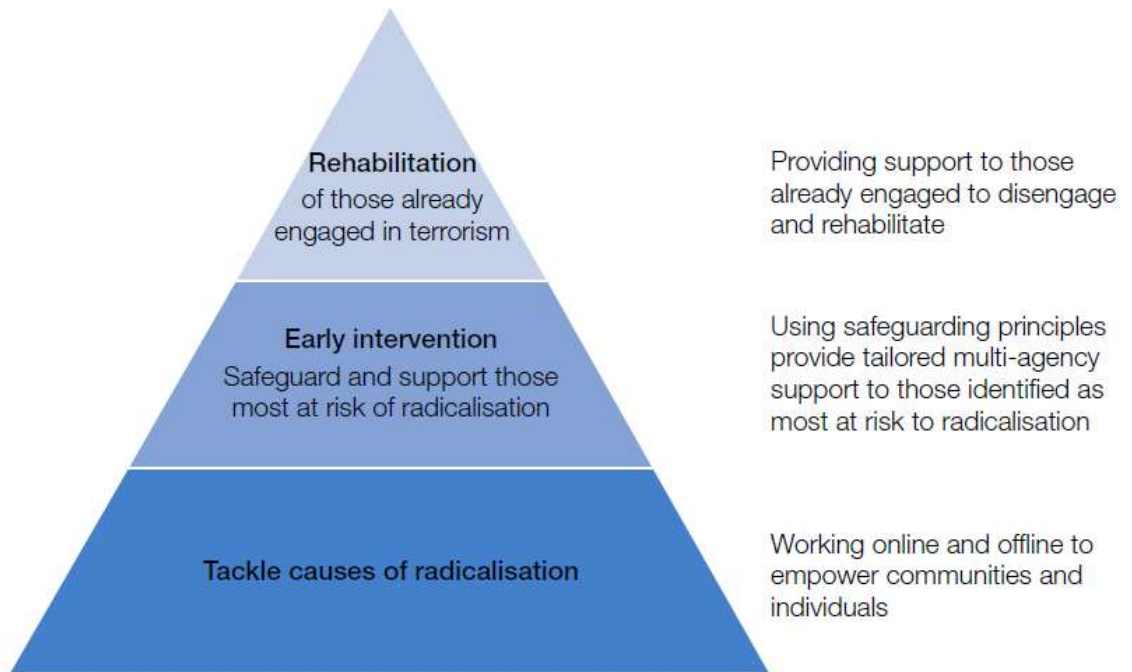 Rehabilitation
of those already
engaged in terrorism
Providing support to those
already engaged to disengage
and rehabilitate
Early intervention
Safeguard and support those
most at risk of radicalisation
Using safeguarding principles
provide tailored multi-agency
support to those identified as
most at risk to radicalisation
Tackle causes of radicalisation
Working online and offline to
empower communities and
individuals